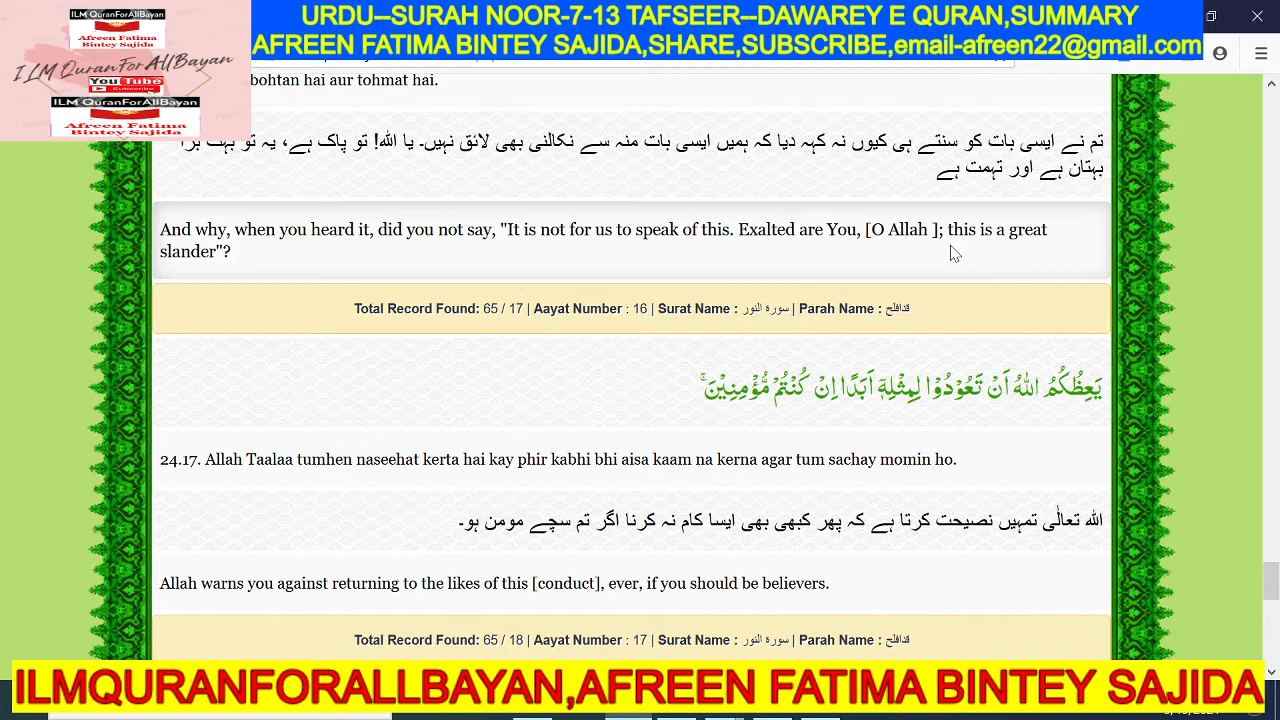 ILM QuranForAllBayan
Afreen Fatima
Bintey Sajida
ILM QuranForAllBayan
You Tube
Subscribe
ILM QuranForAllBayan
Afreen Fatima
Bintey Sajida
URDU--SURAH NO 1-13 TAFSEER--DAWREY E QURAN,SUMMARY
AFREEN FATIMA BINTEY SAJIDA,SHARE,SUBSCRIBE,email-afreen22@gmail.com
bohtan hai aur tohmat hai.
تم نے ایسی بات کو سنتے ہی کیوں نہ کہہ دیا کہ ہمیں ایسی بات منہ سے نکالنی بھی لائق نہیں۔ یا اللہ! تو پاک ہے، یہ تو بہت بڑا
بہتان ہے اور تہمت ہے
And why, when you heard it, did you not say, "It is not for us to speak of this. Exalted are You, [O Allah ]; this is a great
slander"?
Total Record Found: 65 / 17 | Aayat Number : 16 | Surat Name : سورة النور | Parah Name : قدافلح
يَعِظُكُمُ اللّٰهُ اَنْ تَعُوْدُوْا لِمِثْلِهٖۤ اَبَدًا اِنْ كُنْتُمْ مُّؤْمِنِيْنَۚ
24.17. Allah Taalaa tumhen naseehat kerta hai kay phir kabhi bhi aisa kaam na kerna agar tum sachay momin ho.
اللہ تعالٰی تمہیں نصیحت کرتا ہے کہ پھر کبھی بھی ایسا کام نہ کرنا اگر تم سچے مومن ہو۔
Allah warns you against returning to the likes of this [conduct], ever, if you should be believers.
Total Record Found: 65 / 18 | Aayat Number : 17 | Surat Name : سورة النور | Parah Name : قدافلح
ILMQURANFORALLBAYAN,AFREEN FATIMA BINTEY SAJIDA